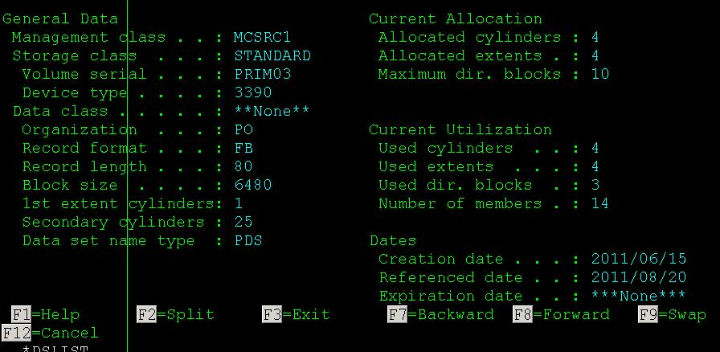 General Data Current Allocation
Management class . . : MCSRC1 Allocated cylinders : 4
Storage class . . . : STANDARD Allocated extents . : 4
Volume serial . . . : PRIM03 Maximum dir. blocks : 10
Device type . . . . : 3390
Data class . . . . . : **None**
Organization . . . : PO Current Utilization
Record format . . . : FB Used cylinders . . : 4
Record length . . . : 80 Used extents . . . : 4
Block size . . . . : 6480 Used dir. blocks . : 3
1st extent cylinders: 1 Number of members . : 14
Secondary cylinders : 25
Data set name type : PDS Dates
Creation date . . . : 2011/06/15
Referenced date . . : 2011/08/20
Expiration date . . : ***None***
F1=Help F2=Split F3=Exit F7=Backward F8=Forward F9=Swap
F12=Cancel
*DSLIST